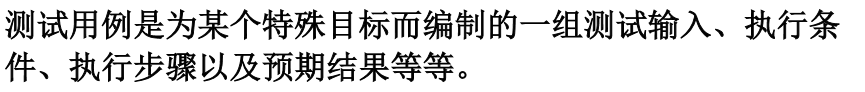 测试用例是为某个特殊目标而编制的一组测试输入、执行条
件、执行步骤以及预期结果等等。